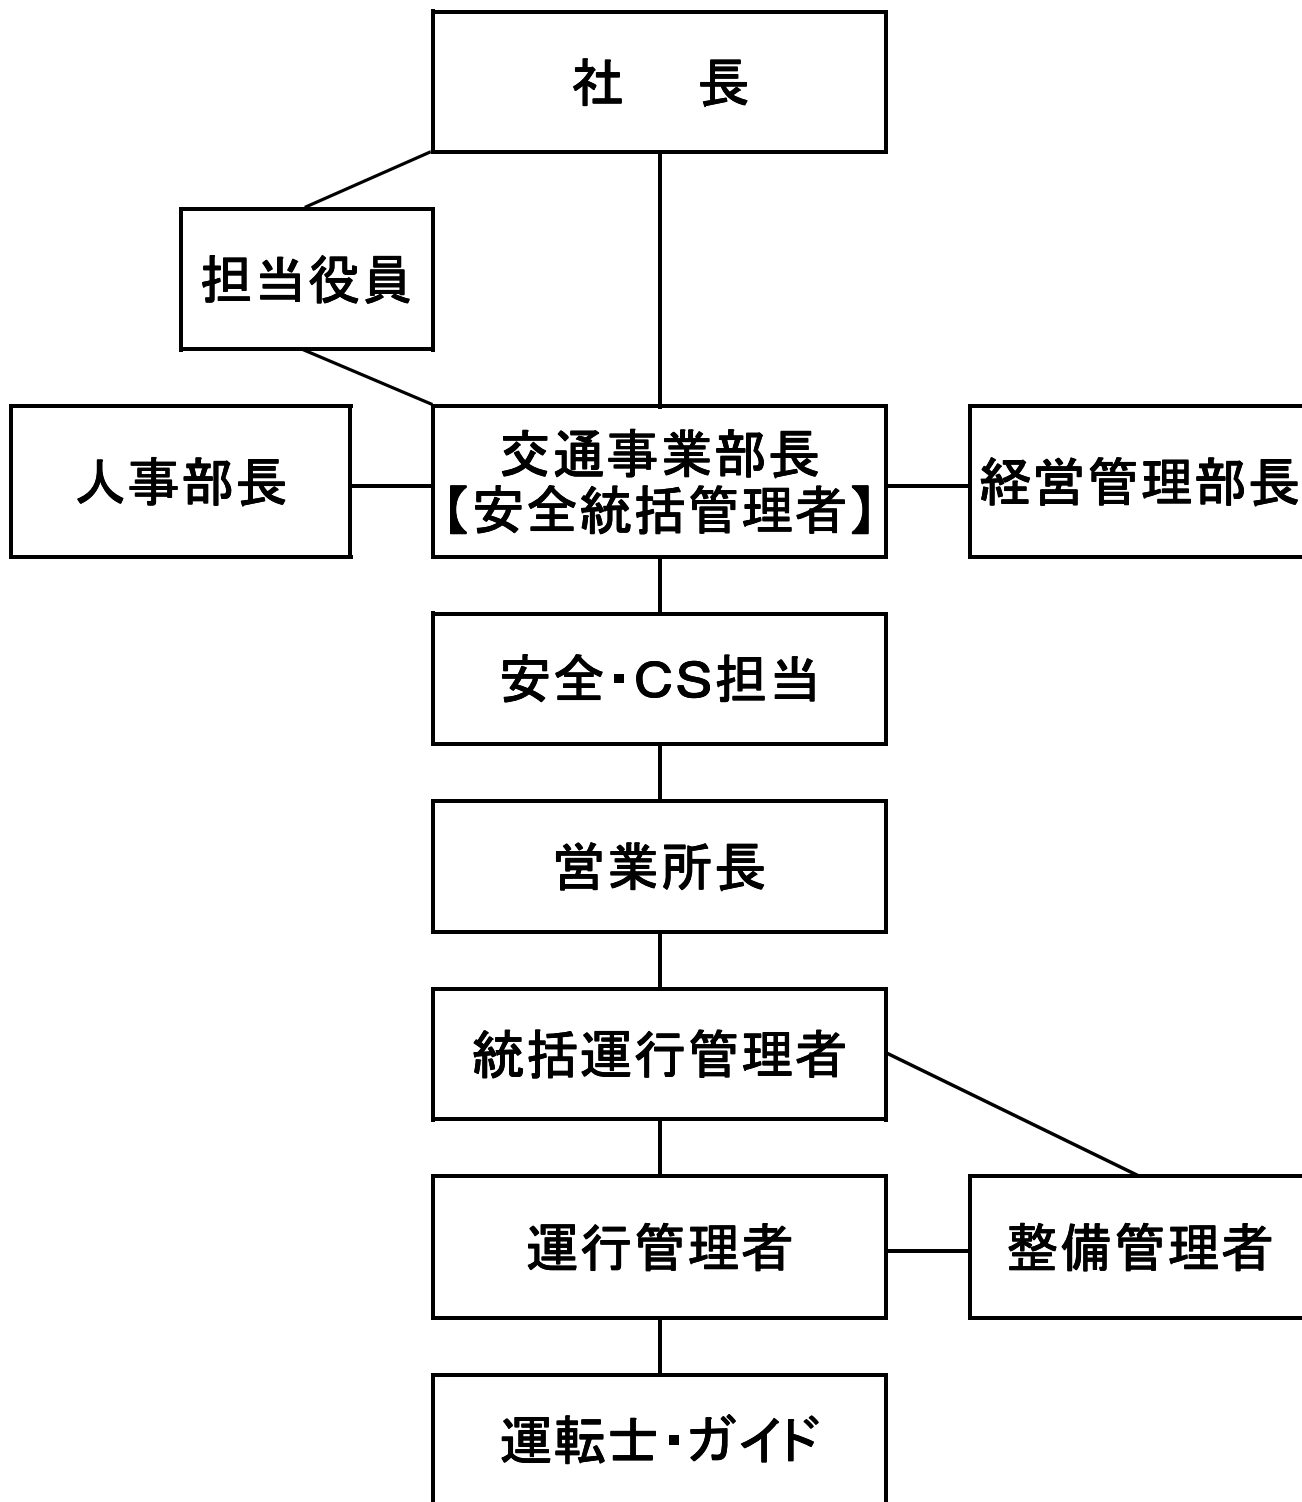 社　長
担当役員
人事部長
交通事業部長
【安全統括管理者】
経営管理部長
安全・CS担当
営業所長
統括運行管理者
運行管理者
整備管理者
運転士・ガイド